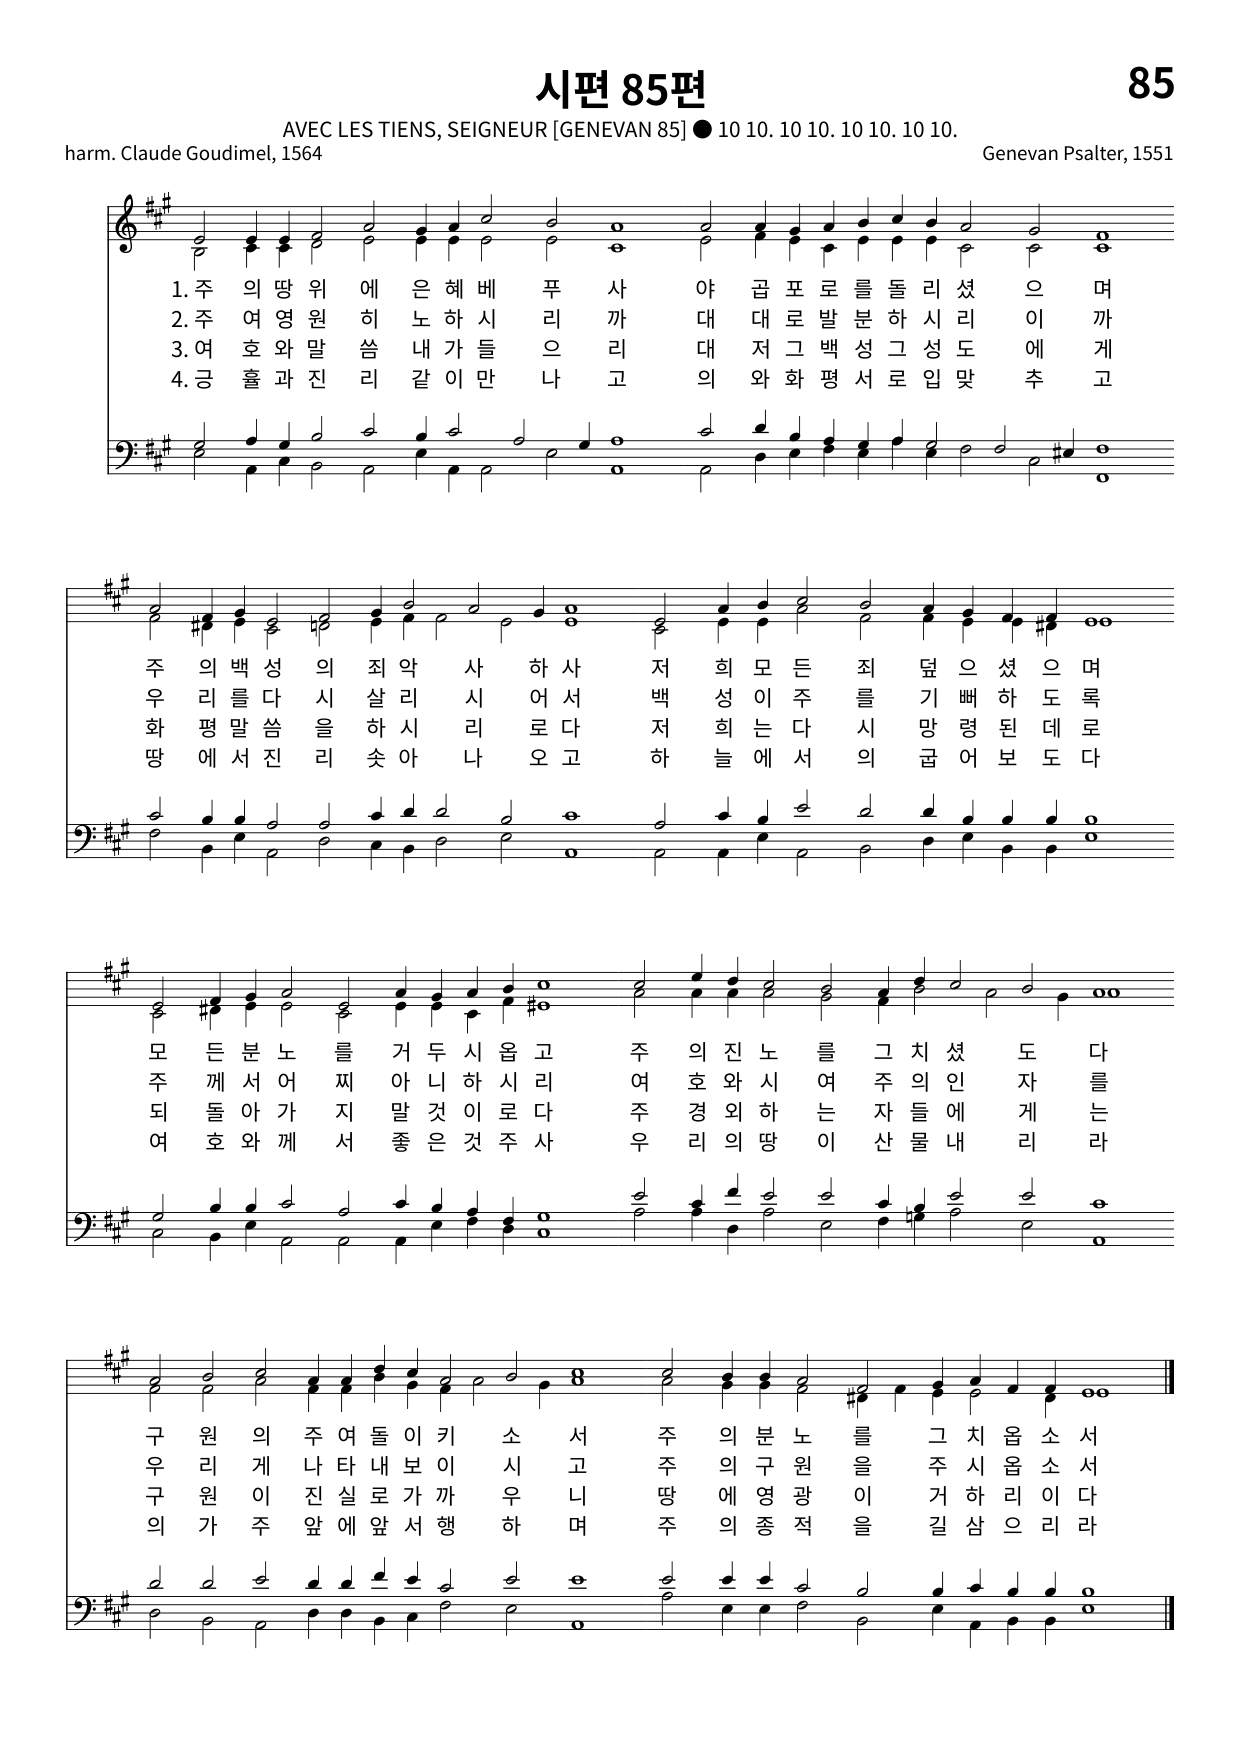 시편 85편
85
AVEC LES TIENS, SEIGNEUR [GENEVAN 85] ● 10 10. 10 10. 10 10. 10 10.
harm. Claude Goudimel, 1564
Genevan Psalter, 1551
1. 주 의 땅 위 에 은 혜 베 푸 사 야 곱 포 로 를 돌 리 셨 으 며
2. 주 여 영 원 히 노 하 시 리 까 대 대 로 발 분 하 시 리 이 까
3. 여 호 와 말 씀 내 가 들 으 리 대 저 그 백 성 그 성 도 에 게
4. 긍 휼 과 진 리 같 이 만 나 고 의 와 화 평 서 로 입 맞 추 고
주 의 백 성 의 죄 악 사 하 사 저 희 모 든 죄 덮 으 셨 으 며
우 리 를 다 시 살 리 시 어 서 백 성 이 주 를 기 뻐 하 도 록
화 평 말 씀 을 하 시 리 로 다 저 희 는 다 시 망 령 된 데 로
땅 에 서 진 리 솟 아 나 오 고 하 늘 에 서 의 굽 어 보 도 다
모 든 분 노 를 거 두 시 옵 고 주 의 진 노 를 그 치 셨 도 다
주 께 서 어 찌 아 니 하 시 리 여 호 와 시 여 주 의 인 자 를
되 돌 아 가 지 말 것 이 로 다 주 경 외 하 는 자 들 에 게 는
여 호 와 께 서 좋 은 것 주 사 우 리 의 땅 이 산 물 내 리 라
구 원 의 주 여 돌 이 키 소 서 주 의 분 노 를 그 치 옵 소 서
우 리 게 나 타 내 보 이 시 고 주 의 구 원 을 주 시 옵 소 서
구 원 이 진 실 로 가 까 우 니 땅 에 영 광 이 거 하 리 이 다
의 가 주 앞 에 앞 서 행 하 며 주 의 종 적 을 길 삼 으 리 라